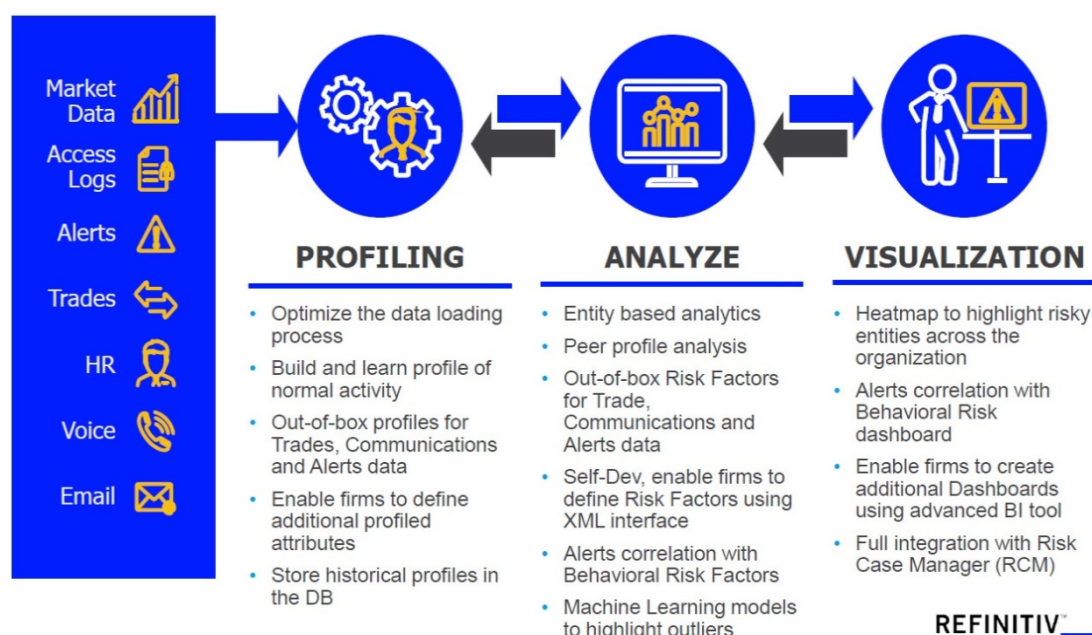 Market
Data
Access
Logs
Alerts
Trades
HR
Voice
Email
PROFILING
• Optimize the data loading
process
• Build and learn profile of
normal activity
• Out-of-box profiles for
Trades, Communications
and Alerts data
• Enable firms to define
additional profiled
attributes
• Store historical profiles in
the DB
ANALYZE
• Entity based analytics
• Peer profile analysis
• Out-of-box Risk Factors
for Trade,
Communications and
Alerts data
• Self-Dev, enable firms to
define Risk Factors using
XML interface
• Alerts correlation with
Behavioral Risk Factors
• Machine Learning models
to highlight outliers
VISUALIZATION
• Heatmap to highlight risky
entities across the
organization
• Alerts correlation with
Behavioral Risk
dashboard
• Enable firms to create
additional Dashboards
using advanced BI tool
• Full integration with Risk
Case Manager (RCM)
REFINITIV™